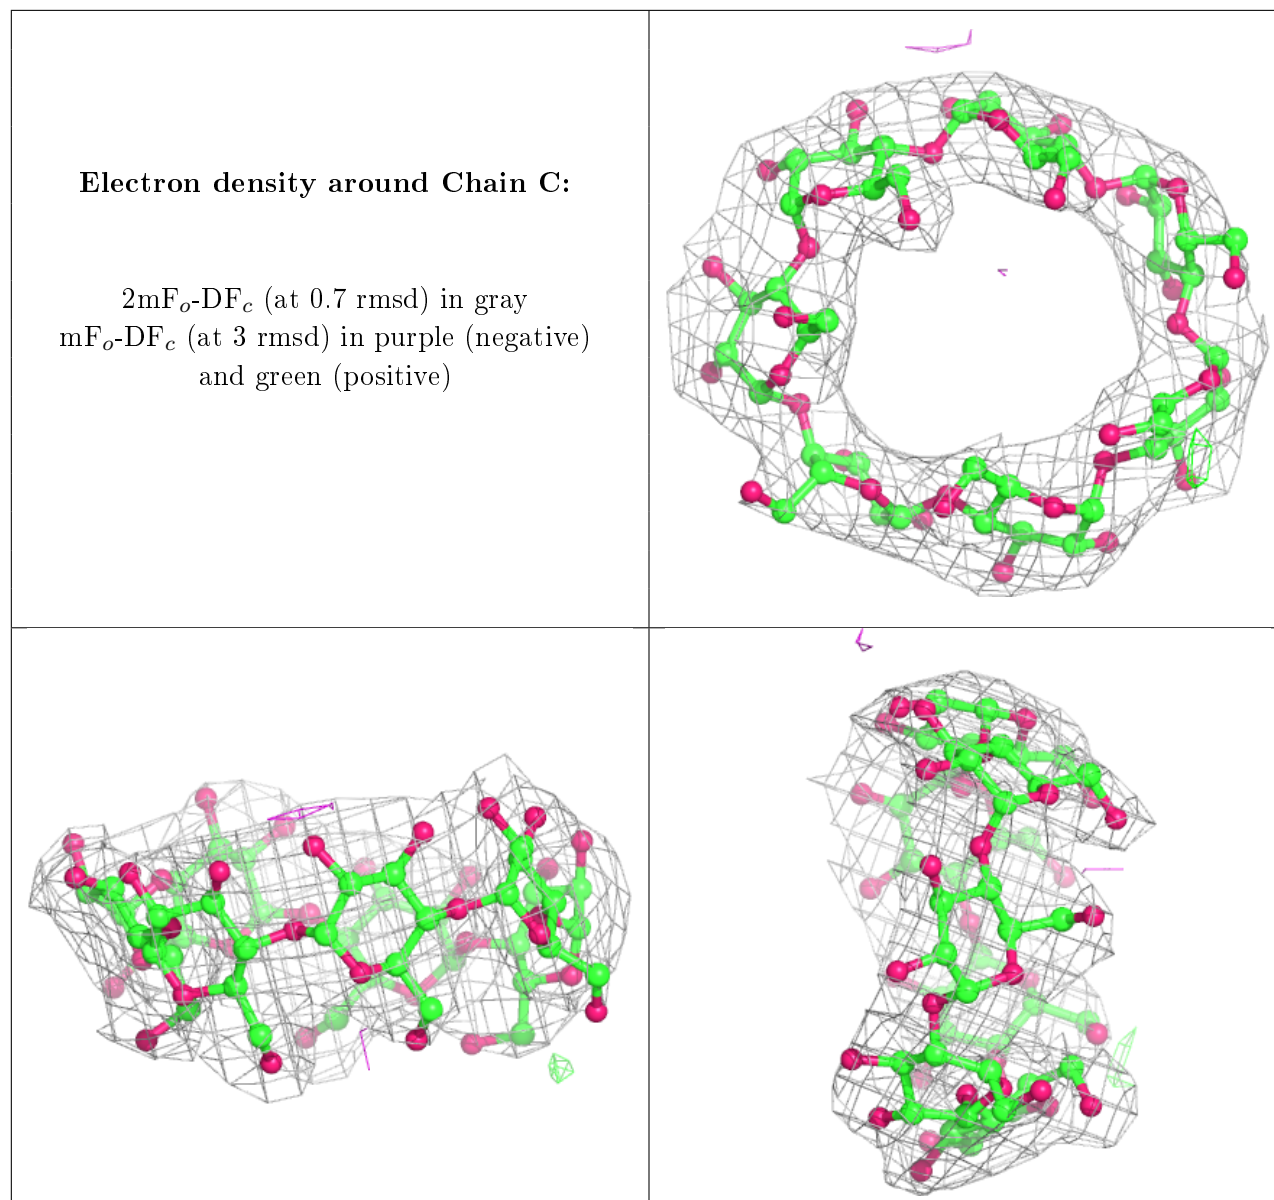 Electron density around Chain C:
2mFo-DFc (at 0.7 rmsd) in gray
mFo-DFc (at 3 rmsd) in purple (negative)
and green (positive)